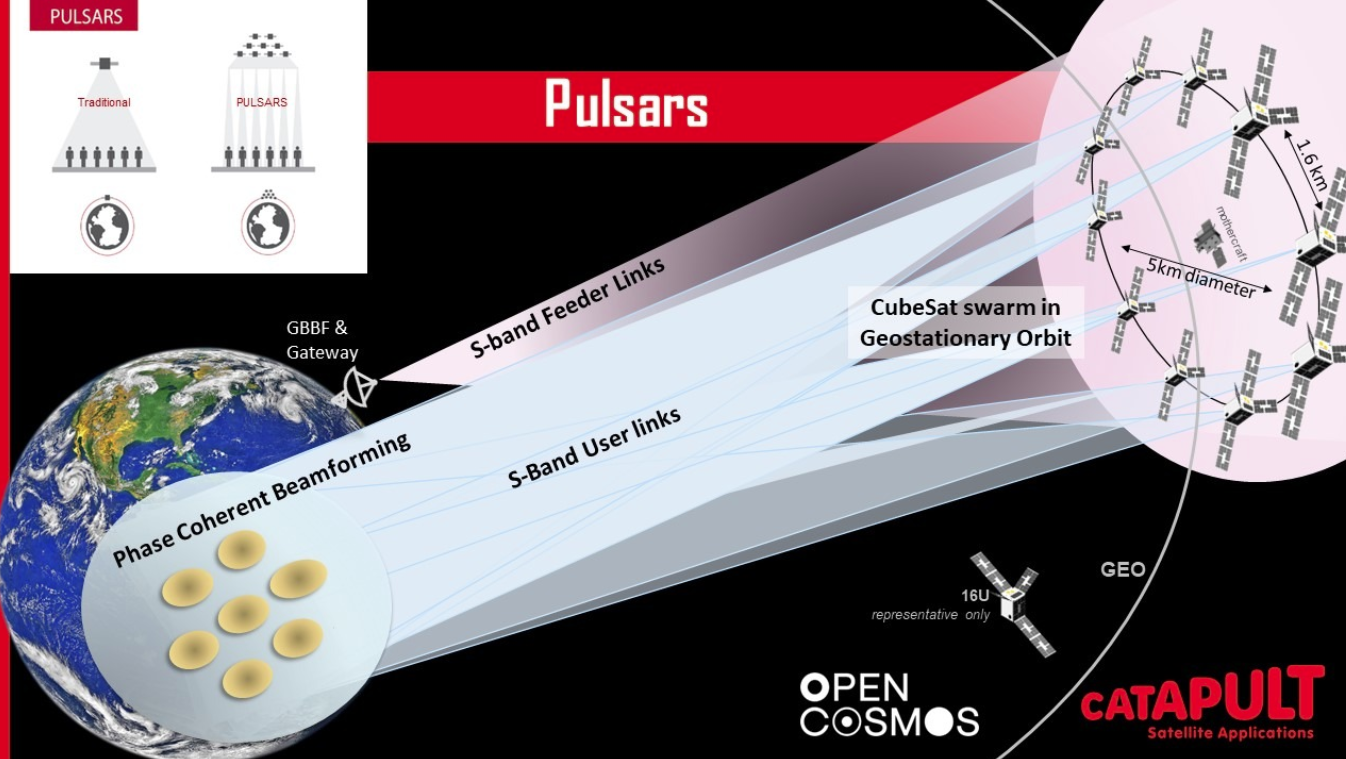 PULSARS
Traditional
PULSARS
Pulsars
1.6 km
mothercraft
5km diameter
S-band Feeder Links
CubeSat swarm in
Geostationary Orbit
GBBF &
Gateway
S-Band User links
Phase Coherent Beamforming
GEO
16U
representative only
OPEN
COSMOS
CATAPULT
Satellite Applications